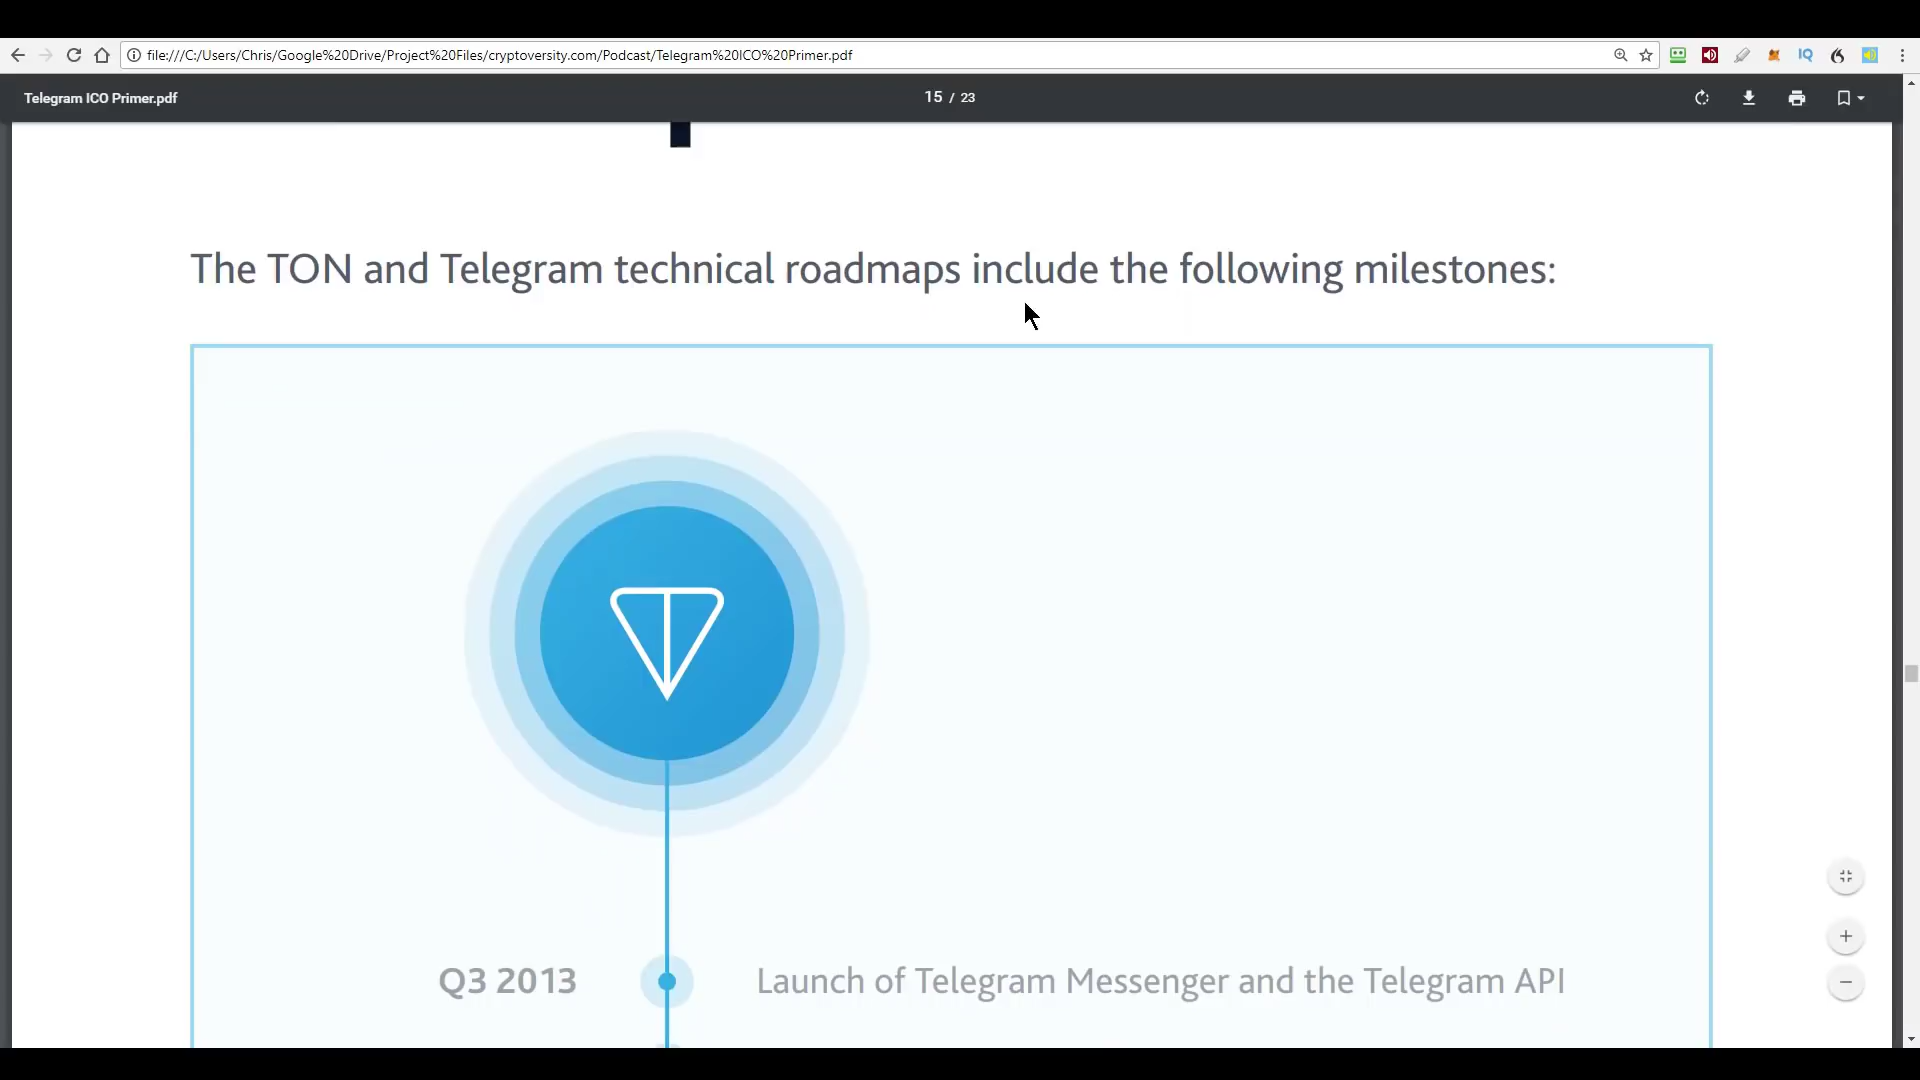 file:///C:/Users/Chris/Google%20Drive/Project%20Files/cryptoversity.com/Podcast/Telegram%20ICO%20Primer.pdf
IQ
Telegram ICO Primer.pdf
15 / 23
The TON and Telegram technical roadmaps include the following milestones:
Q3 2013
Launch of Telegram Messenger and the Telegram API